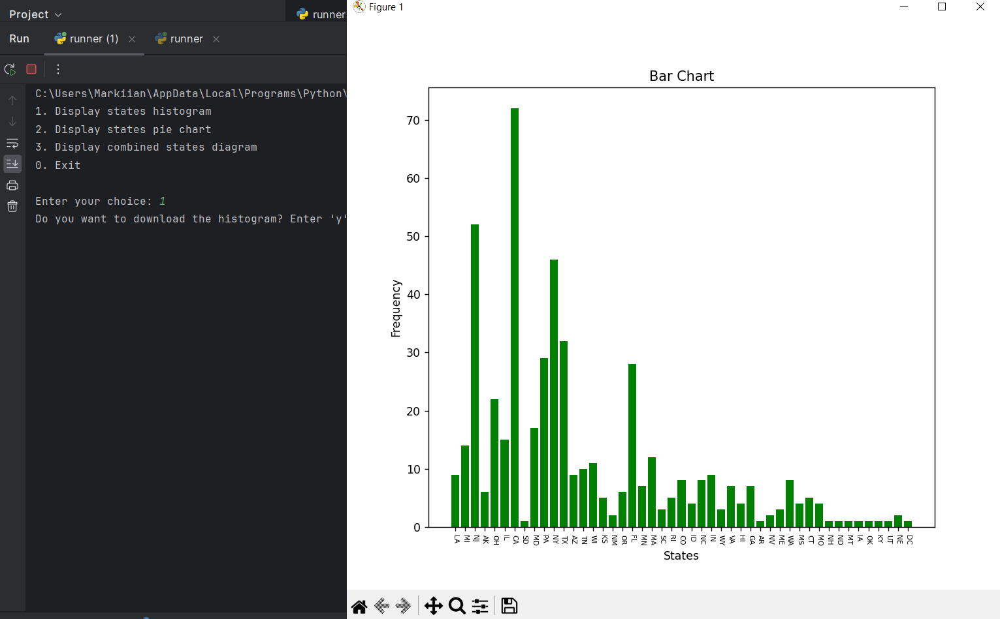 Project
runner
Run
runner (1)
runner
C:\Users\Markiian\AppData\Local\Programs\Python\
1. Display states histogram
2. Display states pie chart
3. Display combined states diagram
0. Exit
Enter your choice: 1
Do you want to download the histogram? Enter 'y'
Figure 1
Bar Chart
70
60
50
40
30
20
10
0
Frequency
LA MI NJ AK OH IL CA SD MD PA NY TX AZ TN WI KS NM OR FL MN MA SC RI CO ID NC IN WY VA HI GA AR NV ME WA MS CT MO NH ND MT IA OK KY UT NE DC
States